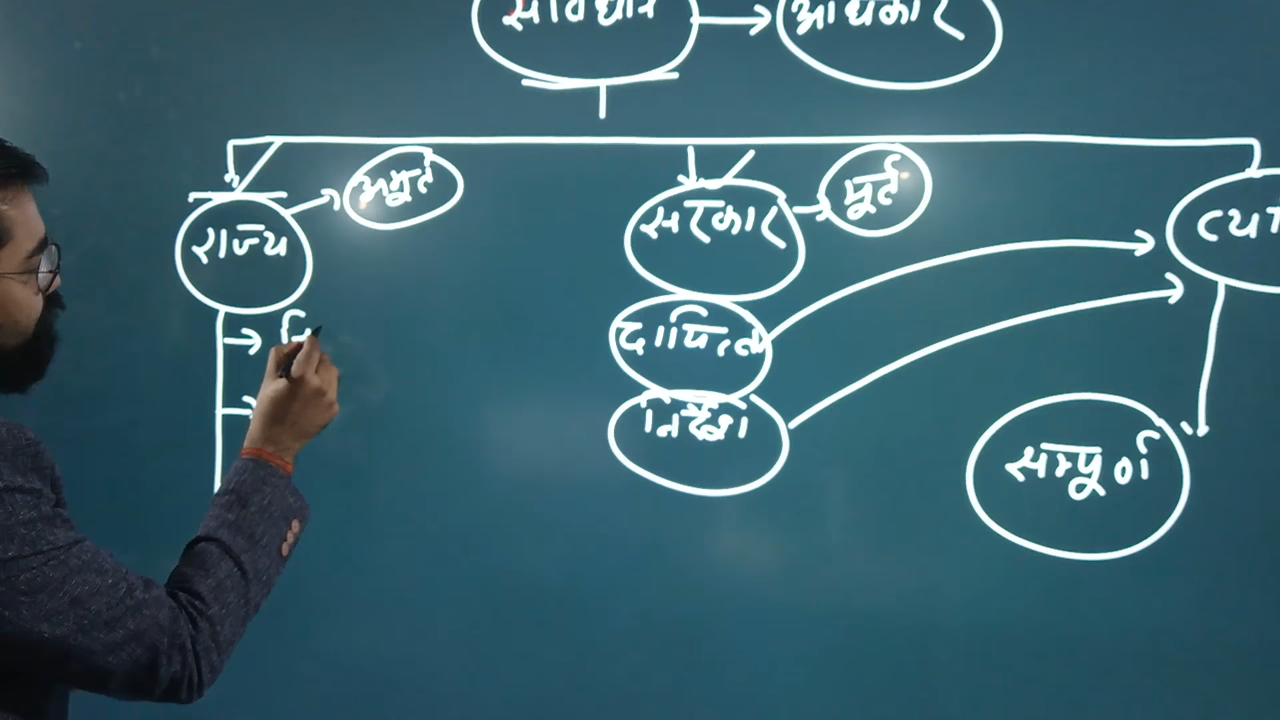 संविधान
अधिकार
राज्य
अमूर्त
सरकार
मूर्त
दायित्व
निर्देश
सम्पूर्ण